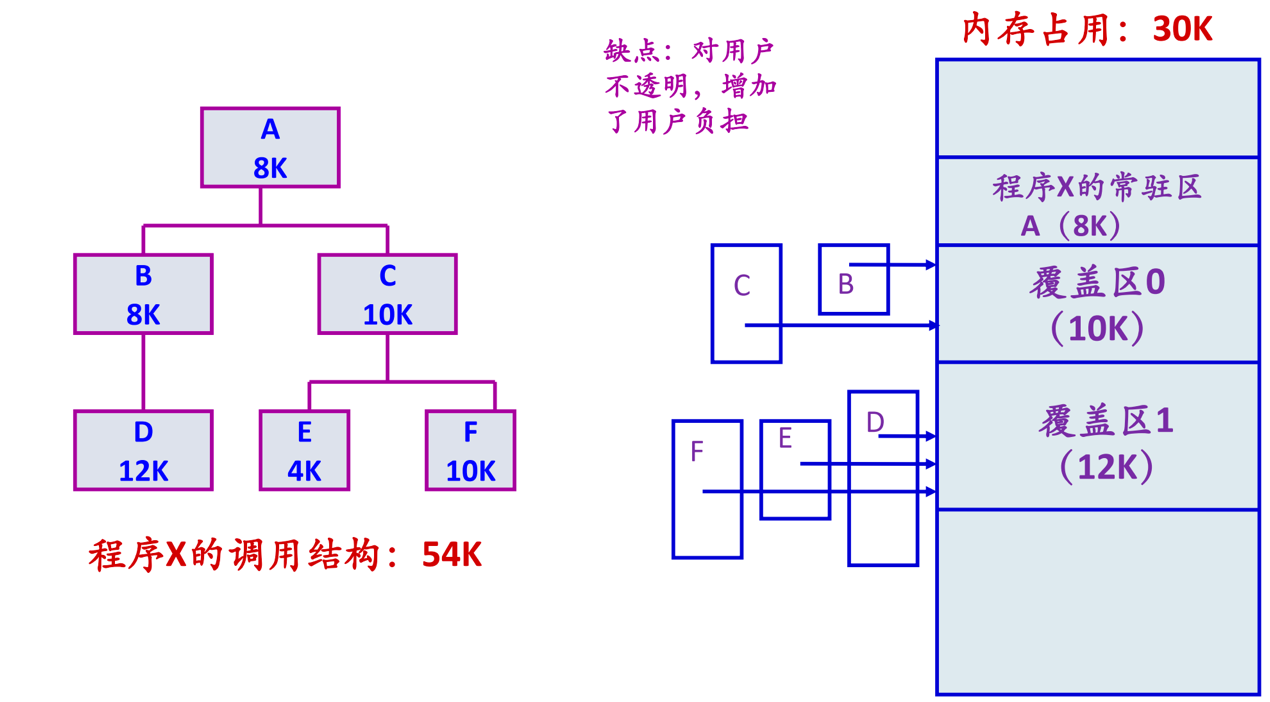 内存占用：30K
缺点：对用户
不透明，增加
了用户负担
A
8K
B
8K
C
10K
D
12K
E
4K
F
10K
程序X的调用结构：54K
程序X的常驻区
A（8K）
C
B
覆盖区0
（10K）
F
E
D
覆盖区1
（12K）